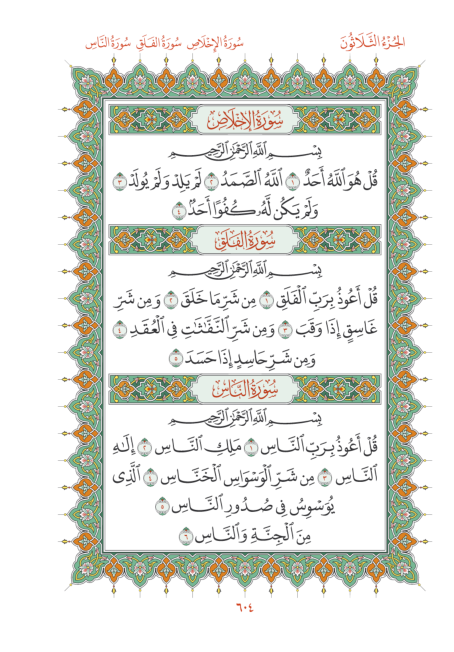 الجُزْءُ الثَّلَاثُونَ
سُورَةُ الإِخْلَاصِ سُورَةُ الفَلَقِ سُورَةُ النَّاسِ
سُورَةُ الإِخْلَاصِ
بِسْمِ ٱللَّهِ ٱلرَّحْمَٰنِ ٱلرَّحِيمِ
قُلْ هُوَ ٱللَّهُ أَحَدٌ ١ ٱللَّهُ ٱلصَّمَدُ ٢ لَمْ يَلِدْ وَلَمْ يُولَدْ ٣
وَلَمْ يَكُن لَّهُۥ كُفُوًا أَحَدٌۢ ٤
سُورَةُ الفَلَقِ
بِسْمِ ٱللَّهِ ٱلرَّحْمَٰنِ ٱلرَّحِيمِ
قُلْ أَعُوذُ بِرَبِّ ٱلْفَلَقِ ١ مِن شَرِّ مَا خَلَقَ ٢ وَمِن شَرِّ
غَاسِقٍ إِذَا وَقَبَ ٣ وَمِن شَرِّ ٱلنَّفَّٰثَٰتِ فِى ٱلْعُقَدِ ٤
وَمِن شَرِّ حَاسِدٍ إِذَا حَسَدَ ٥
سُورَةُ النَّاسِ
بِسْمِ ٱللَّهِ ٱلرَّحْمَٰنِ ٱلرَّحِيمِ
قُلْ أَعُوذُ بِرَبِّ ٱلنَّاسِ ١ مَلِكِ ٱلنَّاسِ ٢ إِلَٰهِ
ٱلنَّاسِ ٣ مِن شَرِّ ٱلْوَسْوَاسِ ٱلْخَنَّاسِ ٤ ٱلَّذِى
يُوَسْوِسُ فِى صُدُورِ ٱلنَّاسِ ٥
مِنَ ٱلْجِنَّةِ وَٱلنَّاسِ ٦
٦٠٤